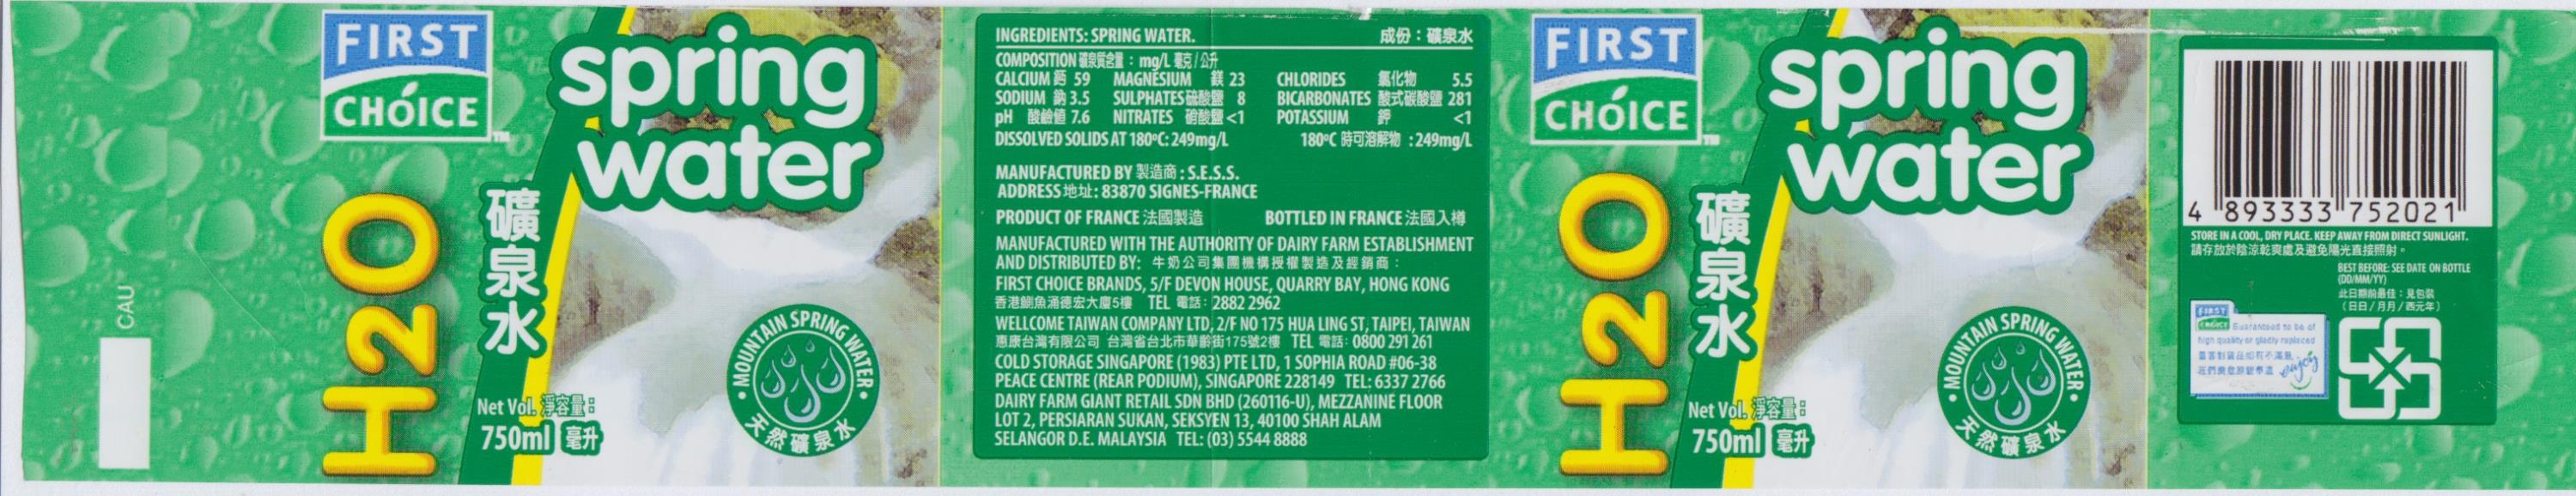 CAU
FIRST
CHOICE
TM
H2O
礦泉水
spring
water
Net Vol. 淨容量:
750ml 毫升
MOUNTAIN SPRING WATER
天然礦泉水
INGREDIENTS: SPRING WATER. 成份：礦泉水
COMPOSITION 礦泉質含量：mg/L 毫克/公升
CALCIUM 鈣 59 MAGNESIUM 鎂 23 CHLORIDES 氯化物 5.5
SODIUM 鈉 3.5 SULPHATES 硫酸鹽 8 BICARBONATES 酸式碳酸鹽 281
pH 酸鹼值 7.6 NITRATES 硝酸鹽 <1 POTASSIUM 鉀 <1
DISSOLVED SOLIDS AT 180ºC: 249mg/L 180ºC 時可溶解物：249mg/L
MANUFACTURED BY 製造商: S.E.S.S.
ADDRESS 地址: 83870 SIGNES-FRANCE
PRODUCT OF FRANCE 法國製造 BOTTLED IN FRANCE 法國入樽
MANUFACTURED WITH THE AUTHORITY OF DAIRY FARM ESTABLISHMENT
AND DISTRIBUTED BY: 牛奶公司集團機構授權製造及經銷商：
FIRST CHOICE BRANDS, 5/F DEVON HOUSE, QUARRY BAY, HONG KONG
香港鰂魚涌德宏大廈5樓 TEL 電話: 2882 2962
WELLCOME TAIWAN COMPANY LTD, 2/F NO 175 HUA LING ST, TAIPEI, TAIWAN
惠康台灣有限公司 台灣省台北市華齡街175號2樓 TEL 電話: 0800 291 261
COLD STORAGE SINGAPORE (1983) PTE LTD, 1 SOPHIA ROAD #06-38
PEACE CENTRE (REAR PODIUM), SINGAPORE 228149 TEL: 6337 2766
DAIRY FARM GIANT RETAIL SDN BHD (260116-U), MEZZANINE FLOOR
LOT 2, PERSIARAN SUKAN, SEKSYEN 13, 40100 SHAH ALAM
SELANGOR D.E. MALAYSIA TEL: (03) 5544 8888
FIRST
CHOICE
TM
H2O
礦泉水
spring
water
Net Vol. 淨容量:
750ml 毫升
MOUNTAIN SPRING WATER
天然礦泉水
4 893333 752021
STORE IN A COOL, DRY PLACE. KEEP AWAY FROM DIRECT SUNLIGHT.
請存放於陰涼乾爽處及避免陽光直接照射。
BEST BEFORE: SEE DATE ON BOTTLE
(DD/MM/YY)
此日期前最佳：見包裝
（日日/月月/西元年）
FIRST
CHOICE Guaranteed to be of
high quality or gladly replaced
enjoy